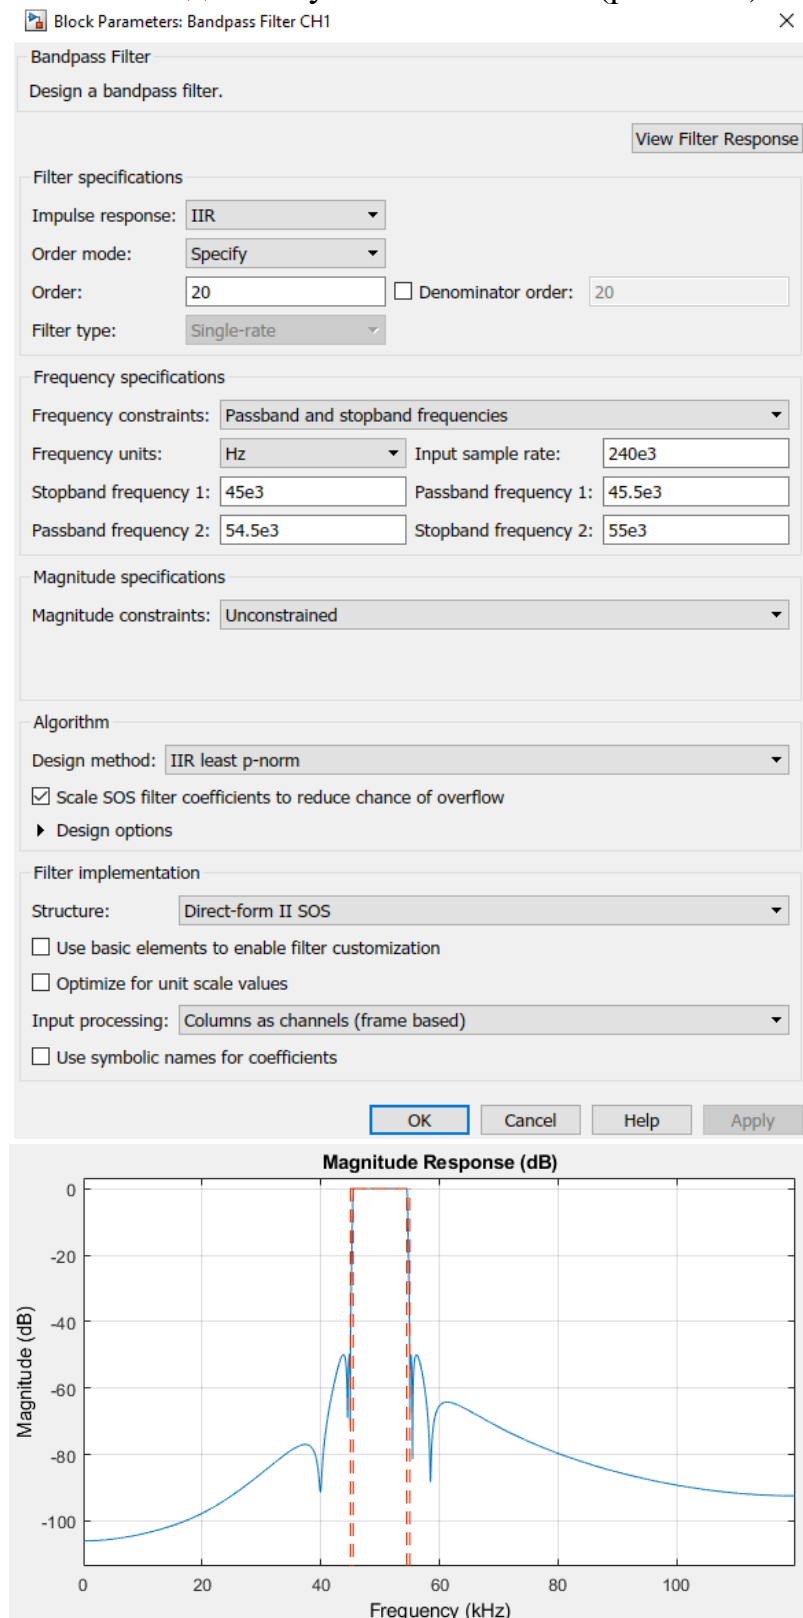 Block Parameters: Bandpass Filter CH1
Bandpass Filter
Design a bandpass filter.
View Filter Response
Filter specifications
Impulse response: IIR
Order mode: Specify
Order: 20 Denominator order: 20
Filter type: Single-rate
Frequency specifications
Frequency constraints: Passband and stopband frequencies
Frequency units: Hz Input sample rate: 240e3
Stopband frequency 1: 45e3 Passband frequency 1: 45.5e3
Passband frequency 2: 54.5e3 Stopband frequency 2: 55e3
Magnitude specifications
Magnitude constraints: Unconstrained
Algorithm
Design method: IIR least p-norm
Scale SOS filter coefficients to reduce chance of overflow
Design options
Filter implementation
Structure: Direct-form II SOS
Use basic elements to enable filter customization
Optimize for unit scale values
Input processing: Columns as channels (frame based)
Use symbolic names for coefficients
OK Cancel Help Apply
Magnitude Response (dB)
0
-20
-40
-60
-80
-100
Magnitude (dB)
0 20 40 60 80 100
Frequency (kHz)